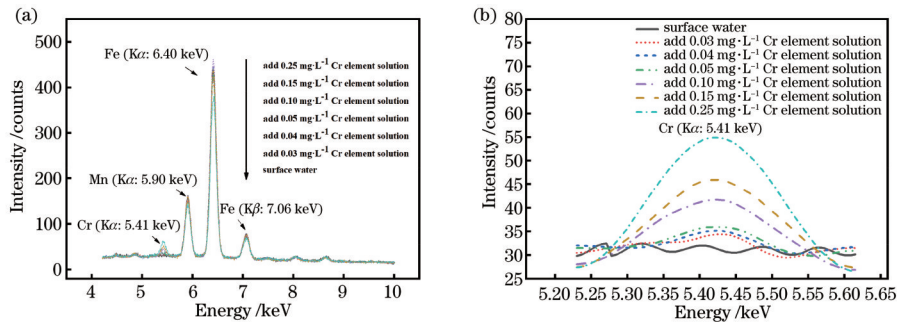 (a)
500
400
300
200
100
0
Intensity /counts
4
5
6
7
8
9
10
Energy /keV
Fe (Kα: 6.40 keV)
Mn (Kα: 5.90 keV)
Cr (Kα: 5.41 keV)
Fe (Kβ: 7.06 keV)
add 0.25 mg·L⁻¹ Cr element solution
add 0.15 mg·L⁻¹ Cr element solution
add 0.10 mg·L⁻¹ Cr element solution
add 0.05 mg·L⁻¹ Cr element solution
add 0.04 mg·L⁻¹ Cr element solution
add 0.03 mg·L⁻¹ Cr element solution
surface water
(b)
80
75
70
65
60
55
50
45
40
35
30
25
Intensity /counts
surface water
add 0.03 mg·L⁻¹ Cr element solution
add 0.04 mg·L⁻¹ Cr element solution
add 0.05 mg·L⁻¹ Cr element solution
add 0.10 mg·L⁻¹ Cr element solution
add 0.15 mg·L⁻¹ Cr element solution
add 0.25 mg·L⁻¹ Cr element solution
Cr (Kα: 5.41 keV)
5.20
5.30
5.35
5.40
5.45
5.50
5.55
5.60
5.65
Energy /keV